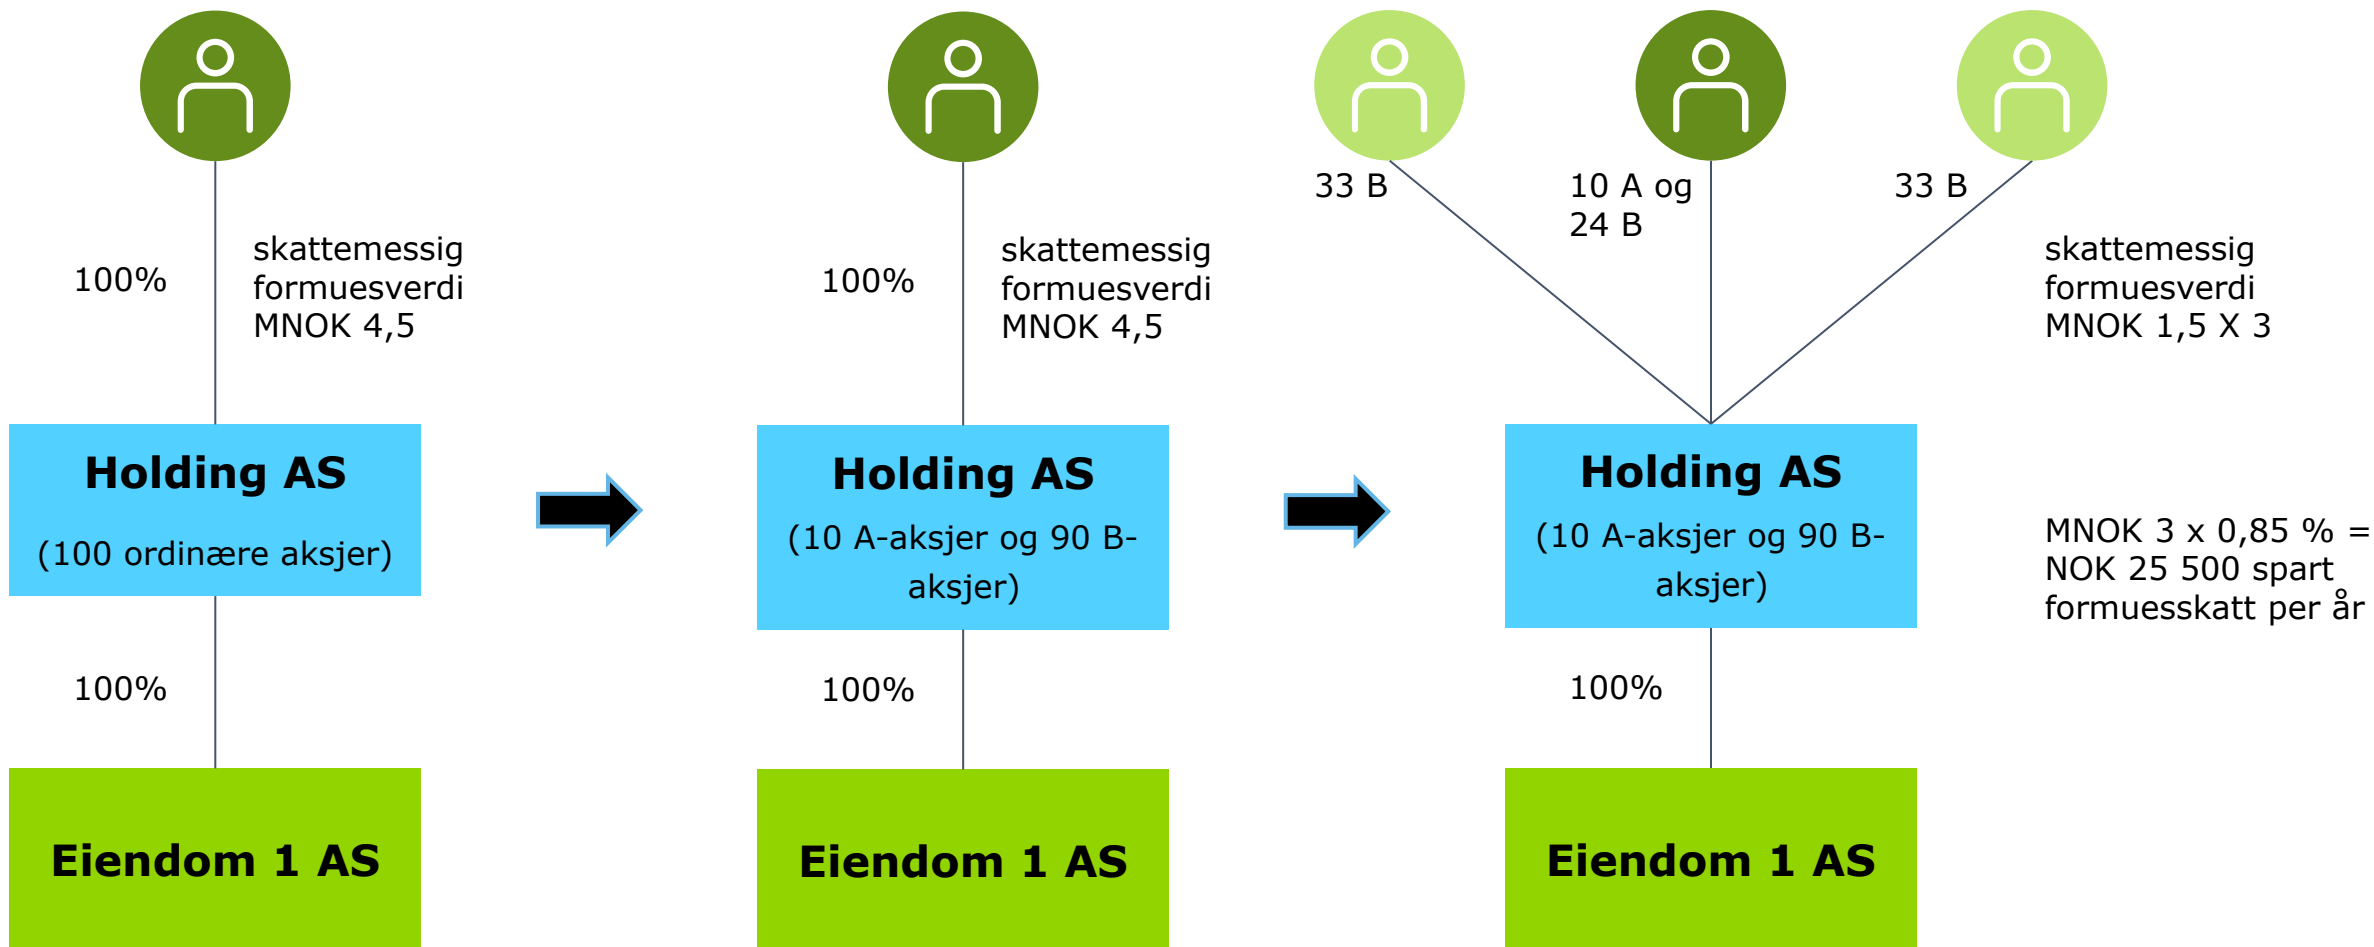 100%
skattemessig
formuesverdi
MNOK 4,5
Holding AS
(100 ordinære aksjer)
100%
Eiendom 1 AS
100%
skattemessig
formuesverdi
MNOK 4,5
Holding AS
(10 A-aksjer og 90 B-
aksjer)
100%
Eiendom 1 AS
33 B
10 A og
24 B
33 B
skattemessig
formuesverdi
MNOK 1,5 X 3
Holding AS
(10 A-aksjer og 90 B-
aksjer)
MNOK 3 x 0,85 % =
NOK 25 500 spart
formuesskatt per år
100%
Eiendom 1 AS